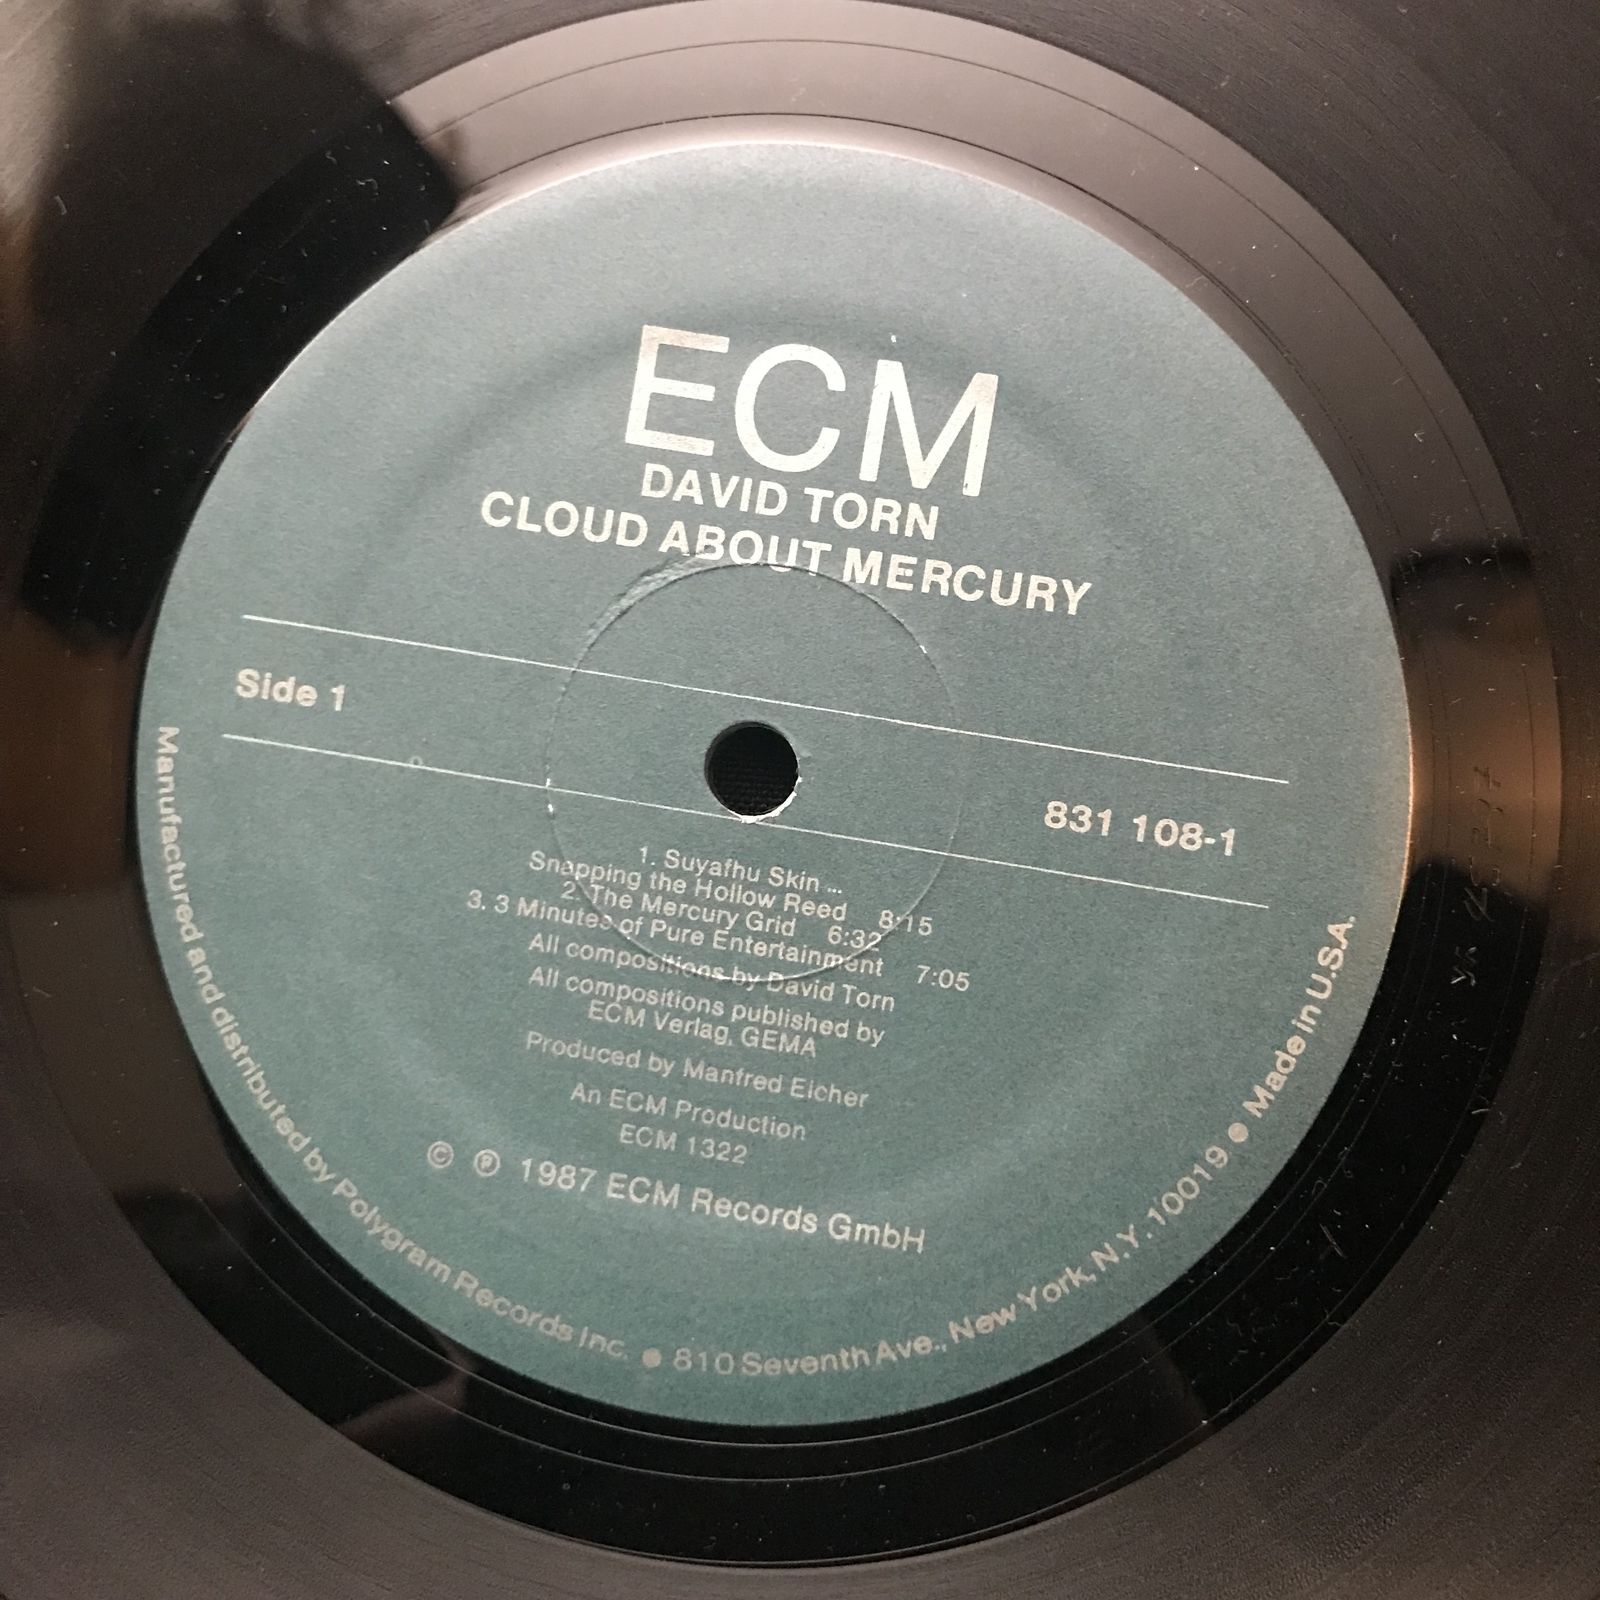 ECM
DAVID TORN
CLOUD ABOUT MERCURY
Side 1
831 108-1
1. Suyafhu Skin ...
Snapping the Hollow Reed 8:15
2. The Mercury Grid 6:32
3. 3 Minutes of Pure Entertainment 7:05
All compositions by David Torn
All compositions published by
ECM Verlag, GEMA
Produced by Manfred Eicher
An ECM Production
ECM 1322
© ℗ 1987 ECM Records GmbH
Manufactured and distributed by Polygram Records Inc. ● 810 Seventh Ave., New York, N.Y. 10019 ● Made in U.S.A.